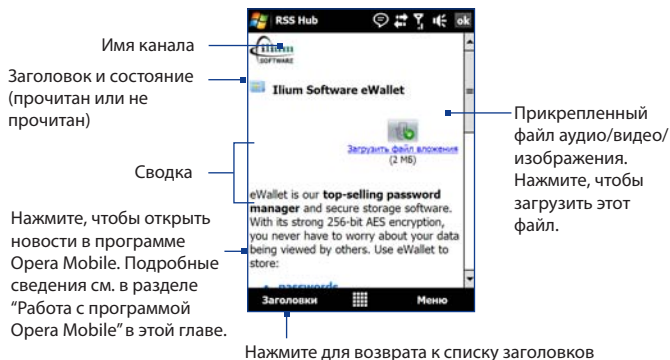 Имя канала
Заголовок и состояние
(прочитан или не
прочитан)
Сводка
Нажмите, чтобы открыть
новости в программе
Opera Mobile. Подробные
сведения см. в разделе
“Работа с программой
Opera Mobile” в этой главе.
RSS Hub
ok
ilium
SOFTWARE
Ilium Software eWallet
Загрузить файл вложения
(2 МБ)
eWallet is our top-selling password
manager and secure storage software.
With its strong 256-bit AES encryption,
you never have to worry about your data
being viewed by others. Use eWallet to
store:
passwords
Заголовки
Меню
Прикрепленный
файл аудио/видео/
изображения.
Нажмите, чтобы
загрузить этот
файл.
Нажмите для возврата к списку заголовков